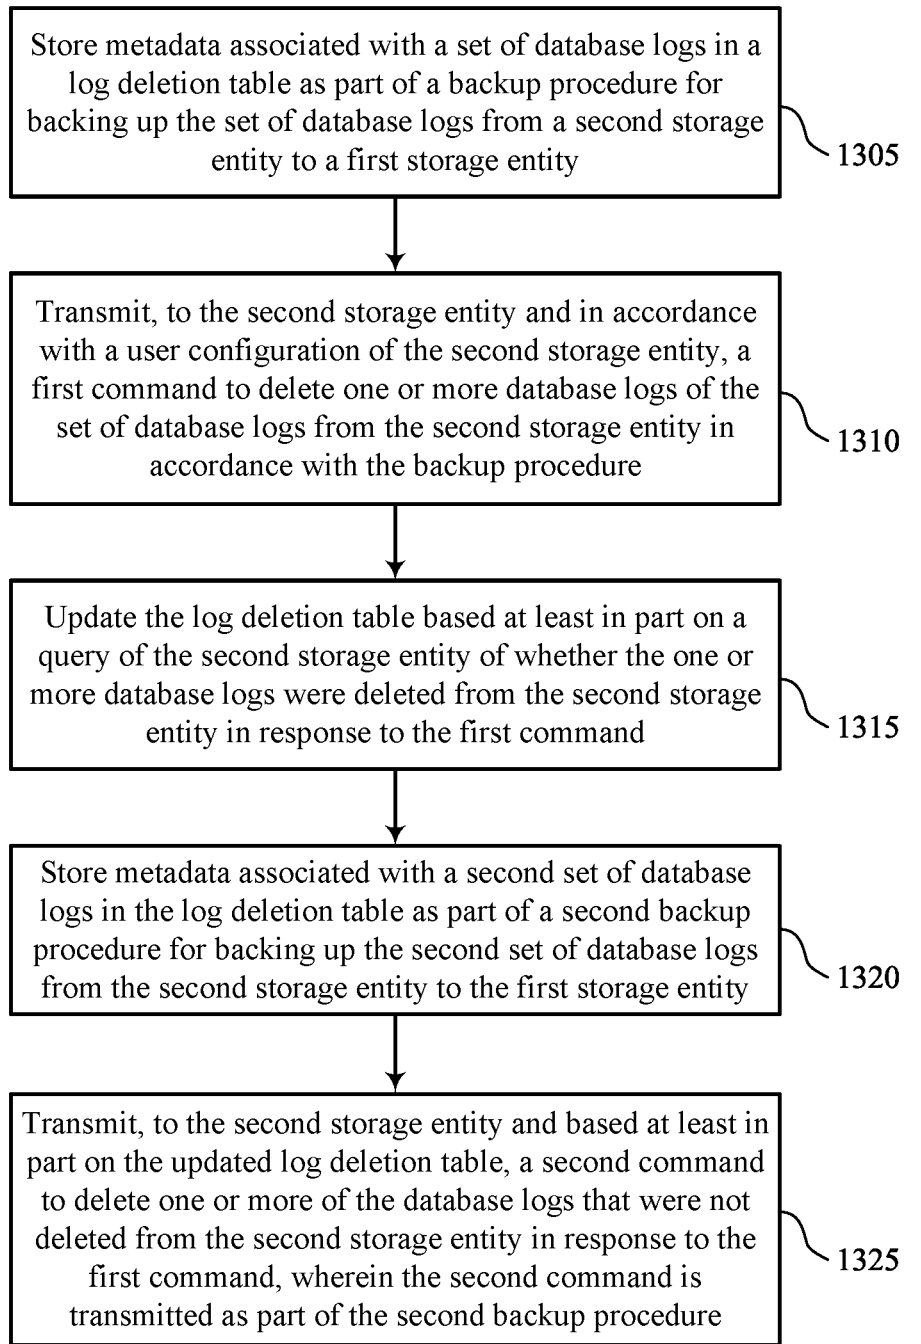 Store metadata associated with a set of database logs in a
log deletion table as part of a backup procedure for
backing up the set of database logs from a second storage
entity to a first storage entity
1305
Transmit, to the second storage entity and in accordance
with a user configuration of the second storage entity, a
first command to delete one or more database logs of the
set of database logs from the second storage entity in
accordance with the backup procedure
1310
Update the log deletion table based at least in part on a
query of the second storage entity of whether the one or
more database logs were deleted from the second storage
entity in response to the first command
1315
Store metadata associated with a second set of database
logs in the log deletion table as part of a second backup
procedure for backing up the second set of database logs
from the second storage entity to the first storage entity
1320
Transmit, to the second storage entity and based at least in
part on the updated log deletion table, a second command
to delete one or more of the database logs that were not
deleted from the second storage entity in response to the
first command, wherein the second command is
transmitted as part of the second backup procedure
1325